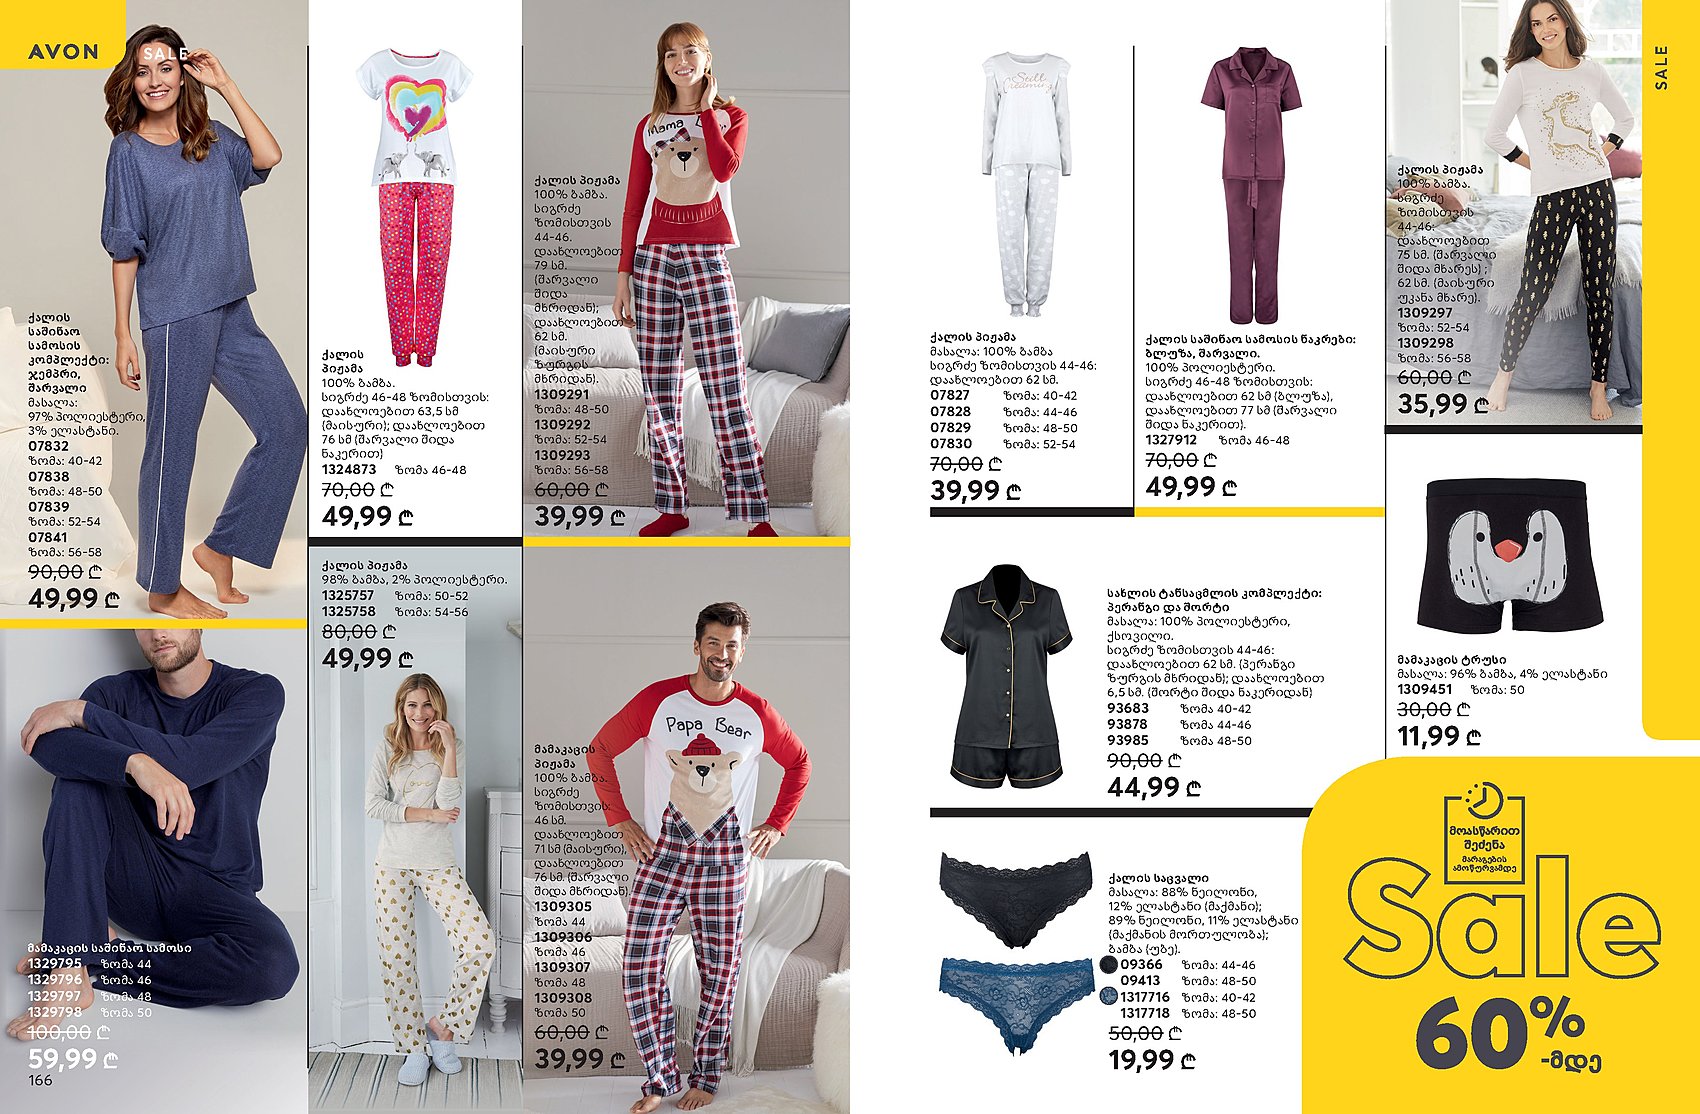 AVON
SALE
ქალის
საშინაო
სამოსის
კომპლექტი:
ჯემპრი,
შარვალი
მასალა:
97% პოლიესტერი,
3% ელასტანი.
07832
ზომა: 40-42
07838
ზომა: 48-50
07839
ზომა: 52-54
07841
ზომა: 56-58
90,00 ₾
49,99 ₾
მამაკაცის საშინაო სამოსი
1329795 ზომა 44
1329796 ზომა 46
1329797 ზომა 48
1329798 ზომა 50
100,00 ₾
59,99 ₾
166
ქალის
პიჟამა
100% ბამბა.
სიგრძე 46-48 ზომისთვის:
დაახლოებით 63,5 სმ
(მაისური); დაახლოებით
76 სმ (შარვალი შიდა
ნაკერით)
1324873 ზომა 46-48
70,00 ₾
49,99 ₾
ქალის პიჟამა
98% ბამბა, 2% პოლიესტერი.
1325757 ზომა: 50-52
1325758 ზომა: 54-56
80,00 ₾
49,99 ₾
Love
Mama
ქალის პიჟამა
100% ბამბა.
სიგრძე
ზომისთვის
44-46.
დაახლოებით
79 სმ.
(შარვალი
შიდა
მხრიდან);
დაახლოებით
62 სმ.
(მაისური
ზურგის
მხრიდან).
1309291
ზომა: 48-50
1309292
ზომა: 52-54
1309293
ზომა: 56-58
60,00 ₾
39,99 ₾
Papa Bear
მამაკაცის
პიჟამა
100% ბამბა.
სიგრძე
ზომისთვის:
46 სმ.
დაახლოებით
71 სმ (მაისური),
დაახლოებით
76 სმ. (შარვალი
შიდა მხრიდან)
1309305
ზომა 44
1309306
ზომა 46
1309307
ზომა 48
1309308
ზომა 50
60,00 ₾
39,99 ₾
Still
Dreaming
ქალის პიჟამა
მასალა: 100% ბამბა
სიგრძე ზომისთვის 44-46:
დაახლოებით 62 სმ.
07827 ზომა: 40-42
07828 ზომა: 44-46
07829 ზომა: 48-50
07830 ზომა: 52-54
70,00 ₾
39,99 ₾
ქალის საშინაო სამოსის ნაკრები:
ბლუზა, შარვალი.
100% პოლიესტერი.
სიგრძე 46-48 ზომისთვის:
დაახლოებით 62 სმ (ბლუზა),
დაახლოებით 77 სმ (შარვალი
შიდა ნაკერით).
1327912 ზომა 46-48
70,00 ₾
49,99 ₾
SALE
ქალის პიჟამა
100% ბამბა.
სიგრძე
ზომისთვის
44-46:
დაახლოებით
75 სმ. (შარვალი
შიდა მხარეს) ;
62 სმ. (მაისური
უკანა მხარე).
1309297
ზომა: 52-54
1309298
ზომა: 56-58
60,00 ₾
35,99 ₾
სახლის ტანსაცმლის კომპლექტი:
პერანგი და შორტი
მასალა: 100% პოლიესტერი,
ქსოვილი.
სიგრძე ზომისთვის 44-46:
დაახლოებით 62 სმ. (პერანგი
ზურგის მხრიდან); დაახლოებით
6,5 სმ. (შორტი შიდა ნაკერიდან)
93683 ზომა 40-42
93878 ზომა 44-46
93985 ზომა 48-50
90,00 ₾
44,99 ₾
მამაკაცის ტრუსი
მასალა: 96% ბამბა, 4% ელასტანი
1309451 ზომა: 50
30,00 ₾
11,99 ₾
ქალის საცვალი
მასალა: 88% ნეილონი,
12% ელასტანი (მაქმანი);
89% ნეილონი, 11% ელასტანი
(მაქმანის მორთულობა);
ბამბა (უბე).
09366 ზომა: 44-46
09413 ზომა: 48-50
1317716 ზომა: 40-42
1317718 ზომა: 48-50
50,00 ₾
19,99 ₾
მოასწარით
შეძენა
მარაგების
ამოწურვამდე
Sale
60%
-მდე